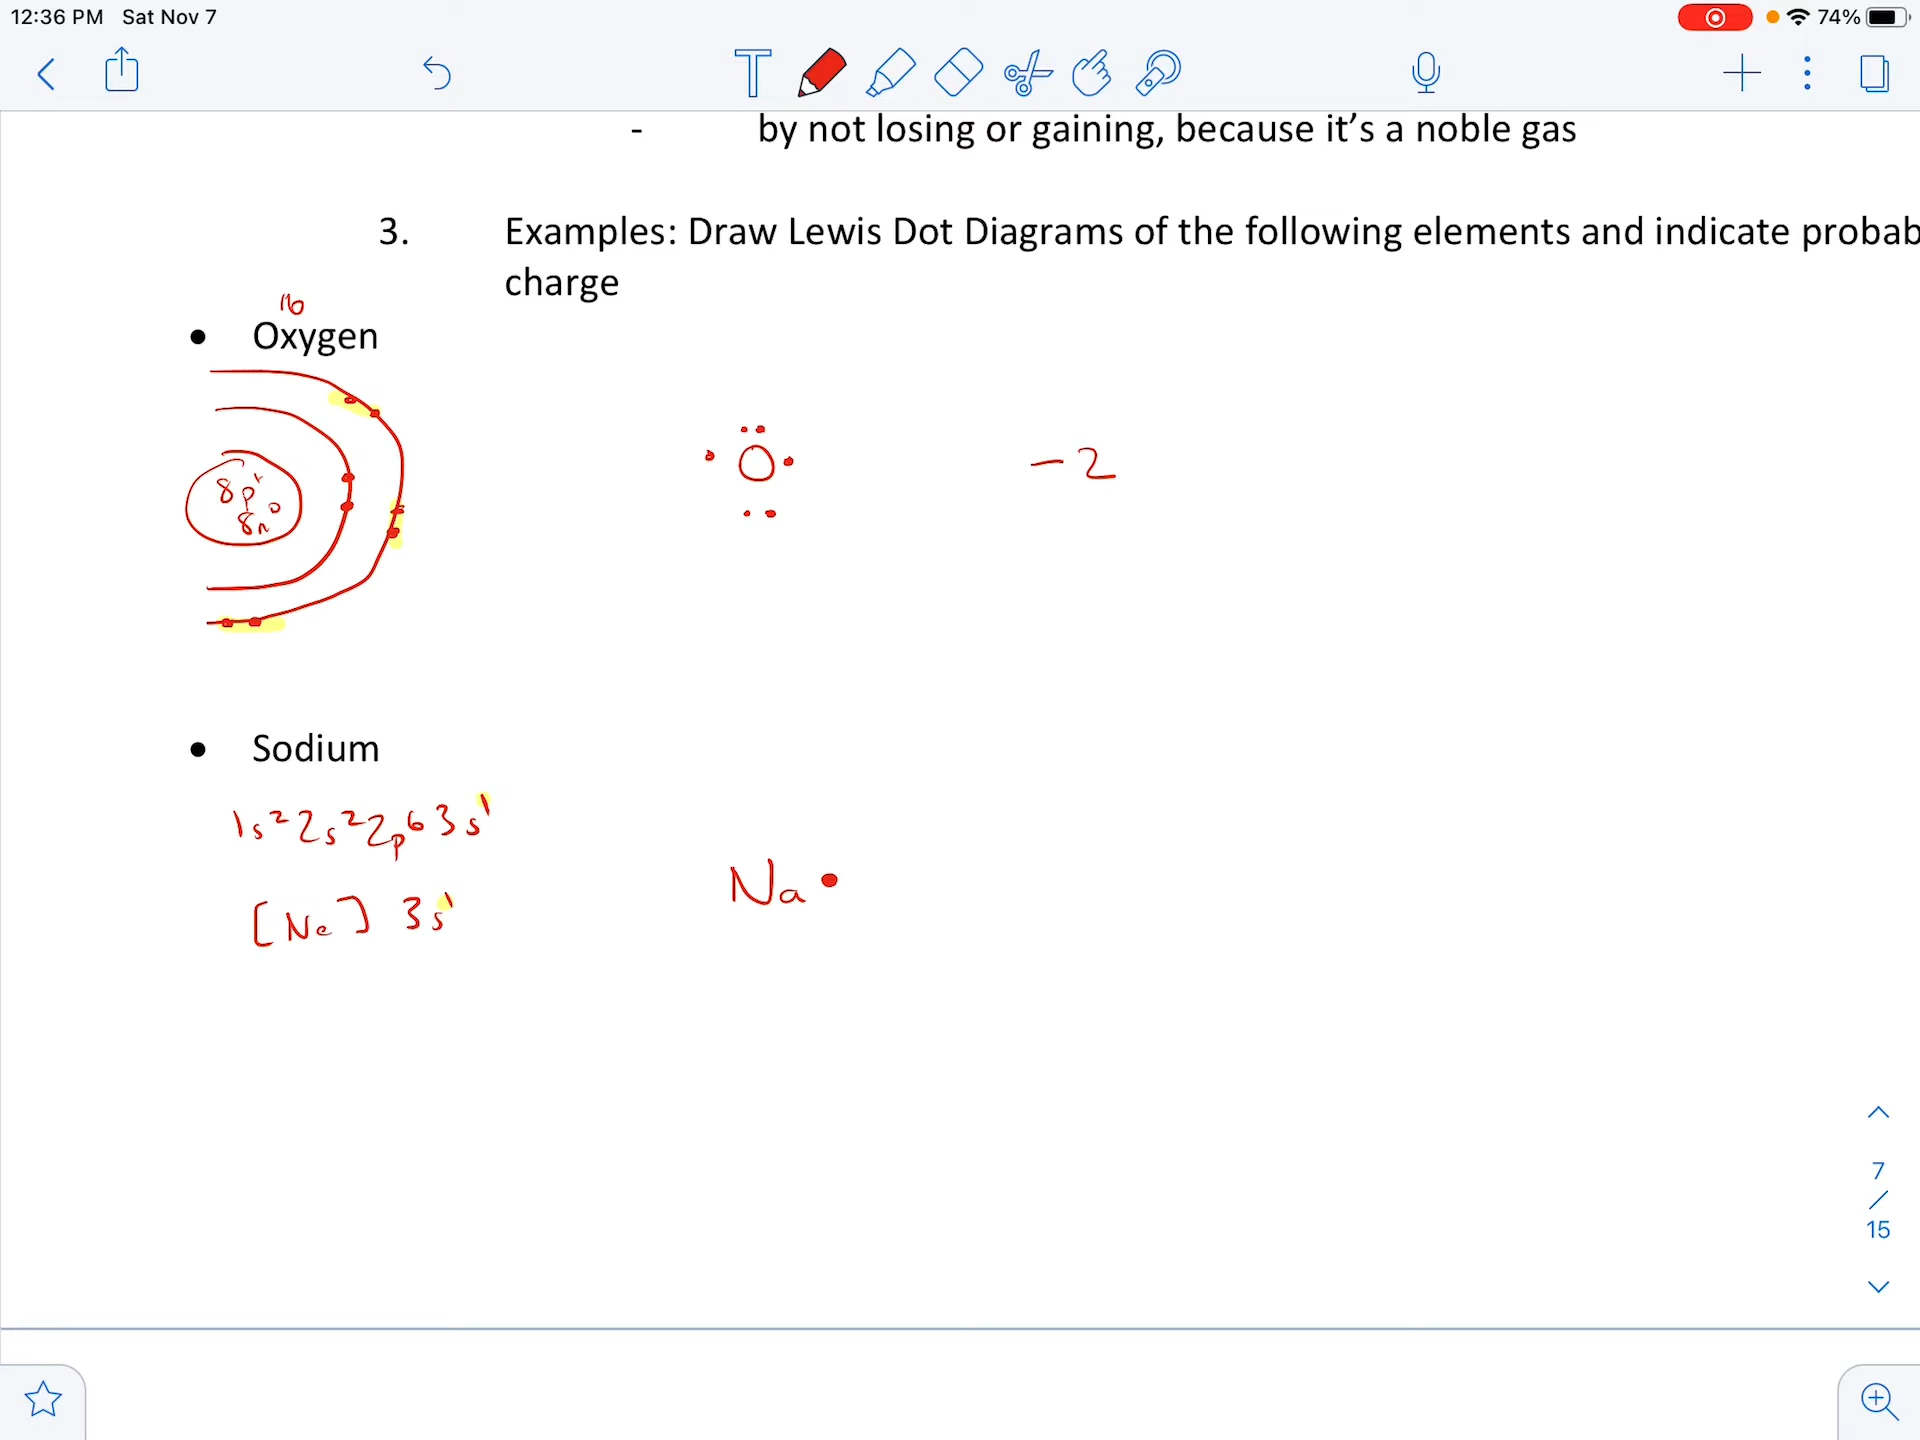 12:36 PM Sat Nov 7
74%
T
- by not losing or gaining, because it's a noble gas
3. Examples: Draw Lewis Dot Diagrams of the following elements and indicate probab
charge
16
• Oxygen
8p⁺
8n⁰
O
-2
• Sodium
1s²2s²2p⁶3s¹
[Ne] 3s¹
Na•
7
/
15